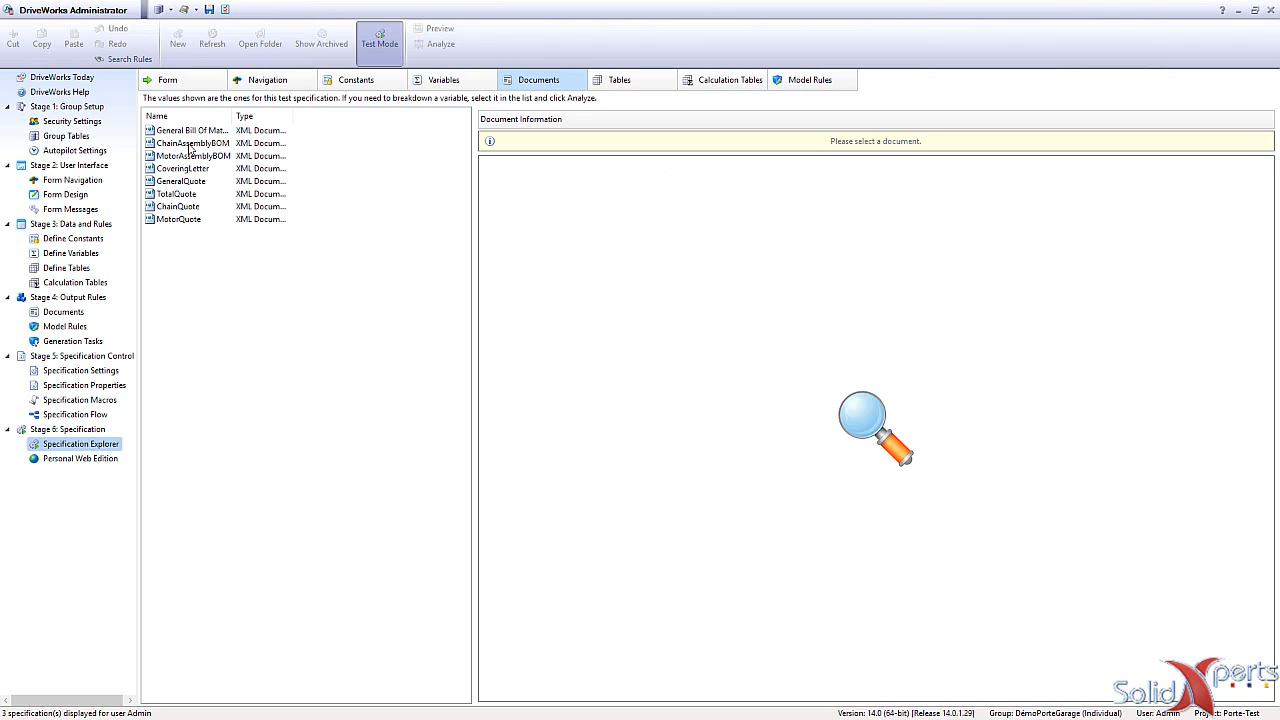 DriveWorks Administrator
Cut
Copy
Paste
Undo
Redo
Search Rules
New
Refresh
Open Folder
Show Archived
Test Mode
Preview
Analyze
DriveWorks Today
DriveWorks Help
Stage 1: Group Setup
Security Settings
Group Tables
Autopilot Settings
Stage 2: User Interface
Form Navigation
Form Design
Form Messages
Stage 3: Data and Rules
Define Constants
Define Variables
Define Tables
Calculation Tables
Stage 4: Output Rules
Documents
Model Rules
Generation Tasks
Stage 5: Specification Control
Specification Settings
Specification Properties
Specification Macros
Specification Flow
Stage 6: Specification
Specification Explorer
Personal Web Edition
Form
Navigation
Constants
Variables
Documents
Tables
Calculation Tables
Model Rules
The values shown are the ones for this test specification. If you need to breakdown a variable, select it in the list and click Analyze.
Name Type
General Bill Of Mat... XML Docum...
ChainAssemblyBOM XML Docum...
MotorAssemblyBOM XML Docum...
CoveringLetter XML Docum...
GeneralQuote XML Docum...
TotalQuote XML Docum...
ChainQuote XML Docum...
MotorQuote XML Docum...
Document Information
Please select a document.
SolidXperts
3 specification(s) displayed for user Admin
Version: 14.0 (64-bit) [Release 14.0.1.29]
Group: DémoPorteGarage (Individual)
User: Admin
Project: Porte-Test